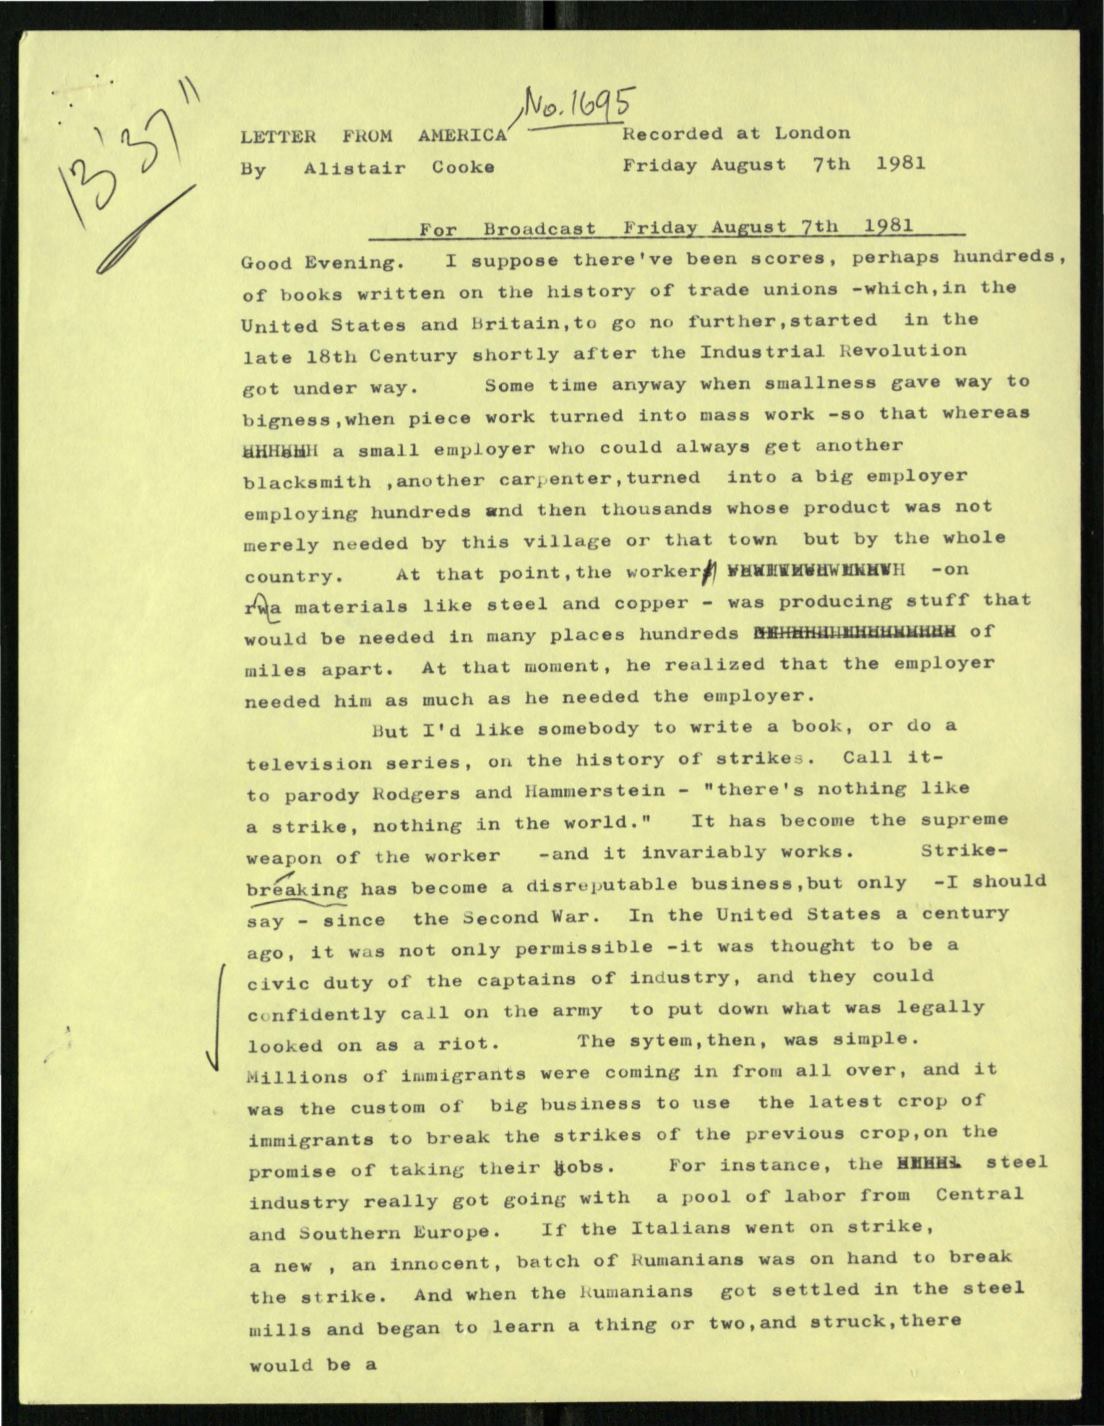 13'37"
No.1695
LETTER FROM AMERICA Recorded at London
By Alistair Cooke Friday August 7th 1981
For Broadcast Friday August 7th 1981
Good Evening. I suppose there've been scores, perhaps hundreds,
of books written on the history of trade unions -which,in the
United States and Britain,to go no further,started in the
late 18th Century shortly after the Industrial Revolution
got under way. Some time anyway when smallness gave way to
bigness,when piece work turned into mass work -so that whereas
a small employer who could always get another
blacksmith ,another carpenter,turned into a big employer
employing hundreds and then thousands whose product was not
merely needed by this village or that town but by the whole
country. At that point,the worker -on
rwa materials like steel and copper - was producing stuff that
would be needed in many places hundreds of
miles apart. At that moment, he realized that the employer
needed him as much as he needed the employer.
But I'd like somebody to write a book, or do a
television series, on the history of strikes. Call it-
to parody Rodgers and Hammerstein - "there's nothing like
a strike, nothing in the world." It has become the supreme
weapon of the worker -and it invariably works. Strike-
breaking has become a disreputable business,but only -I should
say - since the Second War. In the United States a century
ago, it was not only permissible -it was thought to be a
civic duty of the captains of industry, and they could
confidently call on the army to put down what was legally
looked on as a riot. The sytem,then, was simple.
Millions of immigrants were coming in from all over, and it
was the custom of big business to use the latest crop of
immigrants to break the strikes of the previous crop,on the
promise of taking their jobs. For instance, the steel
industry really got going with a pool of labor from Central
and Southern Europe. If the Italians went on strike,
a new , an innocent, batch of Rumanians was on hand to break
the strike. And when the Rumanians got settled in the steel
mills and began to learn a thing or two,and struck,there
would be a